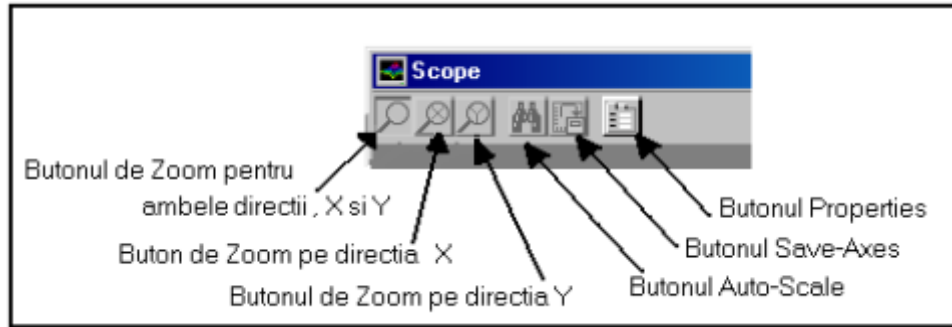 Scope
Butonul de Zoom pentru
ambele directii , X si Y
Buton de Zoom pe directia X
Butonul de Zoom pe directia Y
Butonul Properties
Butonul Save-Axes
Butonul Auto-Scale